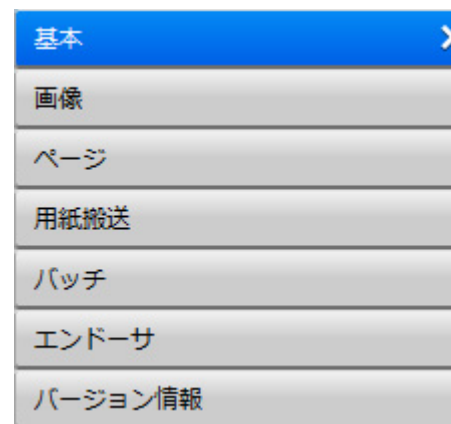 基本
画像
ページ
用紙搬送
バッチ
エンドーサ
バージョン情報